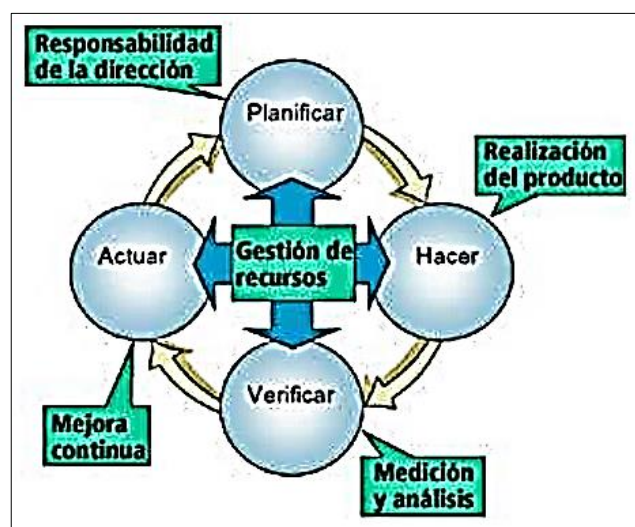 Responsabilidad
de la dirección
Planificar
Realización
del producto
Actuar
Gestión de
recursos
Hacer
Verificar
Mejora
continua
Medición
y análisis